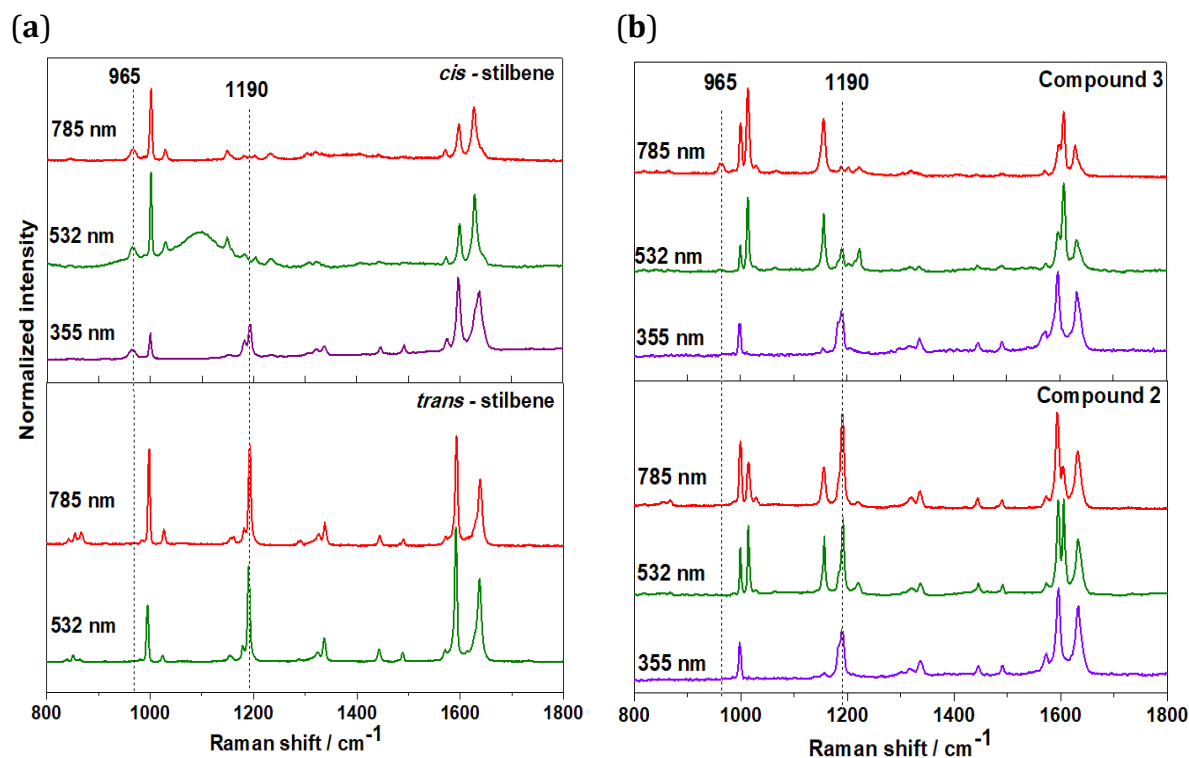 (a)
(b)
965
1190
cis - stilbene
785 nm
532 nm
355 nm
trans - stilbene
785 nm
532 nm
Normalized intensity
800 1000 1200 1400 1600 1800
Raman shift / cm-1
965
1190
Compound 3
785 nm
532 nm
355 nm
Compound 2
785 nm
532 nm
355 nm
800 1000 1200 1400 1600 1800
Raman shift / cm-1